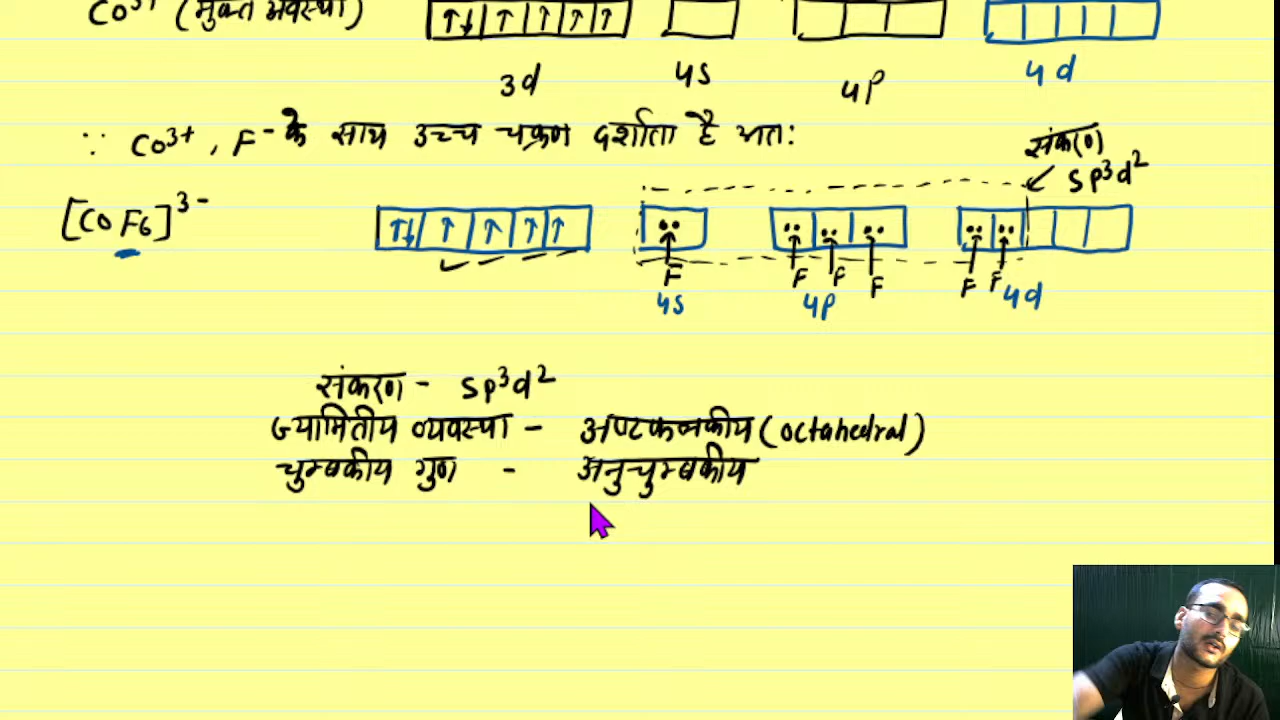 Co³⁺ (मुक्त अवस्था)
3d 4s 4p 4d
∵ Co³⁺, F⁻ के साथ उच्च चक्रण दर्शाता है अतः
संकरण
sp³d²
[CoF6]³⁻
F F F F F F
4s 4p 4d
संकरण - sp³d²
ज्यामितीय व्यवस्था - अष्टफलकीय (octahedral)
चुम्बकीय गुण - अनुचुम्बकीय